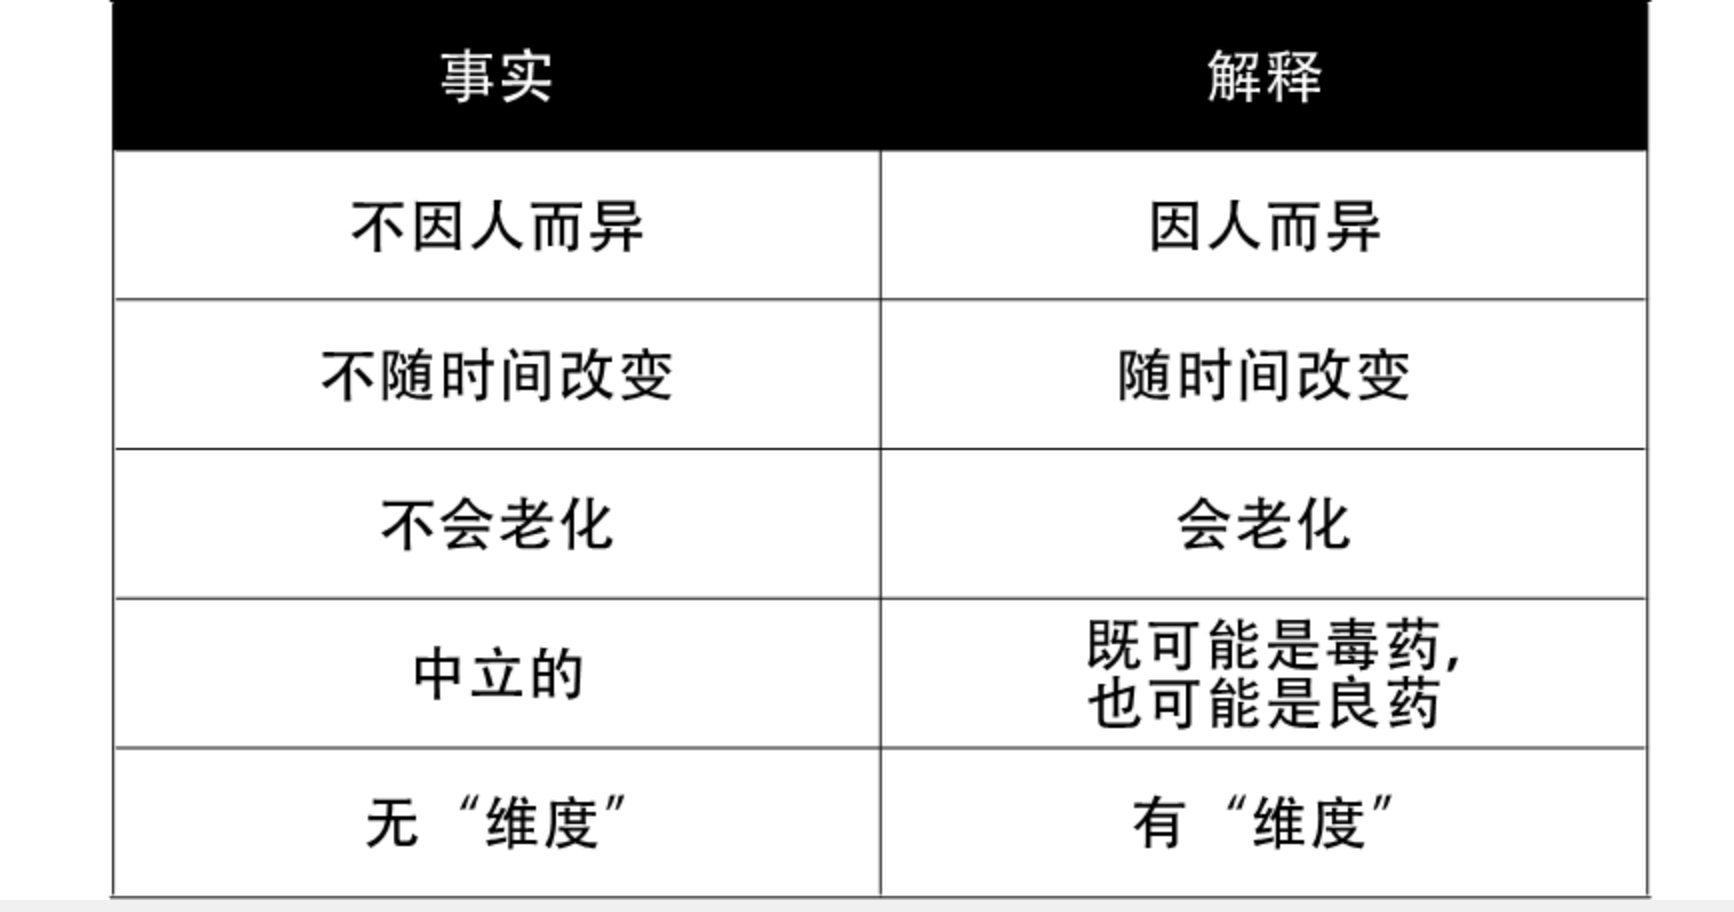 事实
解释
不因人而异
因人而异
不随时间改变
随时间改变
不会老化
会老化
中立的
既可能是毒药,
也可能是良药
无“维度”
有“维度”